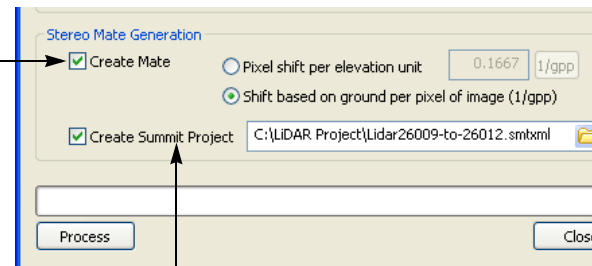 Stereo Mate Generation
Create Mate
Pixel shift per elevation unit 0.1667 1/gpp
Shift based on ground per pixel of image (1/gpp)
Create Summit Project C:\LiDAR Project\Lidar26009-to-26012.smtxml
Process Close